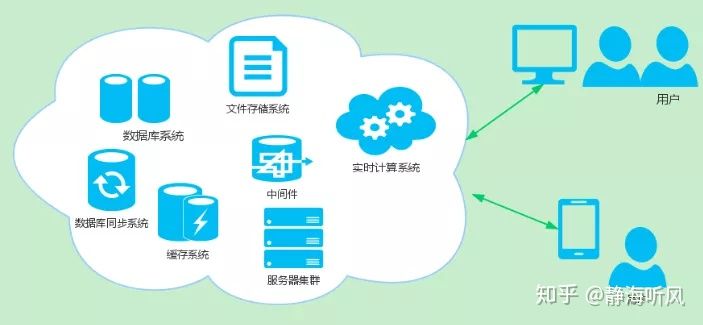 文件存储系统
用户
数据库系统
实时计算系统
中间件
数据库同步系统
缓存系统
服务器集群
知乎 @静海听风